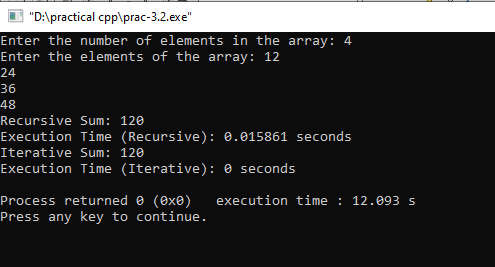 "D:\practical cpp\prac-3.2.exe"
Enter the number of elements in the array: 4
Enter the elements of the array: 12
24
36
48
Recursive Sum: 120
Execution Time (Recursive): 0.015861 seconds
Iterative Sum: 120
Execution Time (Iterative): 0 seconds

Process returned 0 (0x0)   execution time : 12.093 s
Press any key to continue.